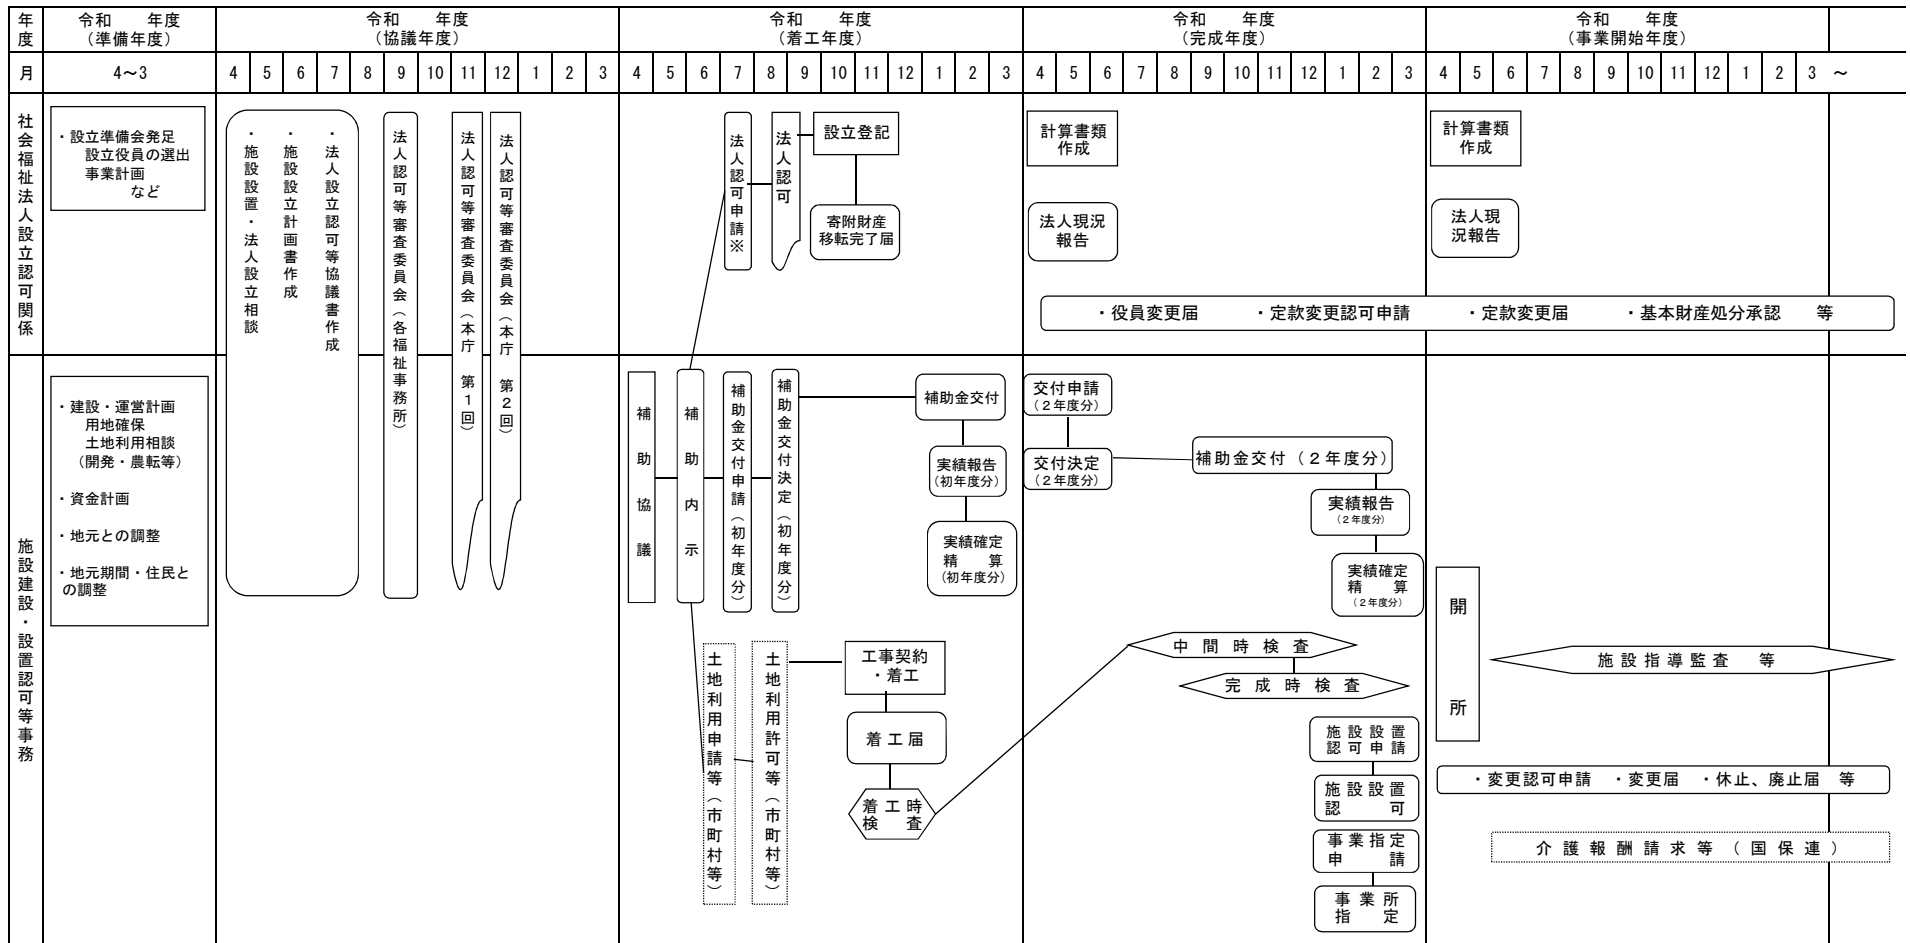 年度
令和　　年度
（準備年度）
令和　　年度
（協議年度）
令和　　年度
（着工年度）
令和　　年度
（完成年度）
令和　　年度
（事業開始年度）
月
4～3
4 5 6 7 8 9 10 11 12 1 2 3
4 5 6 7 8 9 10 11 12 1 2 3
4 5 6 7 8 9 10 11 12 1 2 3
4 5 6 7 8 9 10 11 12 1 2 3 ～
社会福祉法人設立認可関係
・設立準備会発足
設立役員の選出
事業計画
など
・施設設置・法人設立相談
・施設設立計画書作成
・法人設立認可等協議書作成
法人認可等審査委員会（各福祉事務所）
法人認可等審査委員会（本庁　第１回）
法人認可等審査委員会（本庁　第２回）
法人認可申請※
法人認可
設立登記
寄附財産
移転完了届
計算書類
作成
法人現況
報告
計算書類
作成
法人現
況報告
・役員変更届　　・定款変更認可申請　　・定款変更届　　・基本財産処分承認　　等
施設建設・設置認可等事務
・建設・運営計画
用地確保
土地利用相談
（開発・農転等）
・資金計画
・地元との調整
・地元期間・住民と
の調整
補助協議
補助内示
補助金交付申請（初年度分）
補助金交付決定（初年度分）
補助金交付
実績報告
（初年度分）
実績確定
精　　算
（初年度分）
交付申請
（２年度分）
交付決定
（２年度分）
補助金交付（２年度分）
実績報告
（２年度分）
実績確定
精　　算
（２年度分）
土地利用申請等（市町村等）
土地利用許可等（市町村等）
工事契約
・着工
着工届
着工時
検　査
中間時検査
完成時検査
施設設置
認可申請
施設設置
認　　可
事業指定
申　　請
事業所
指　定
開所
施設指導監査　等
・変更認可申請　・変更届　・休止、廃止届　等
介護報酬請求等（国保連）